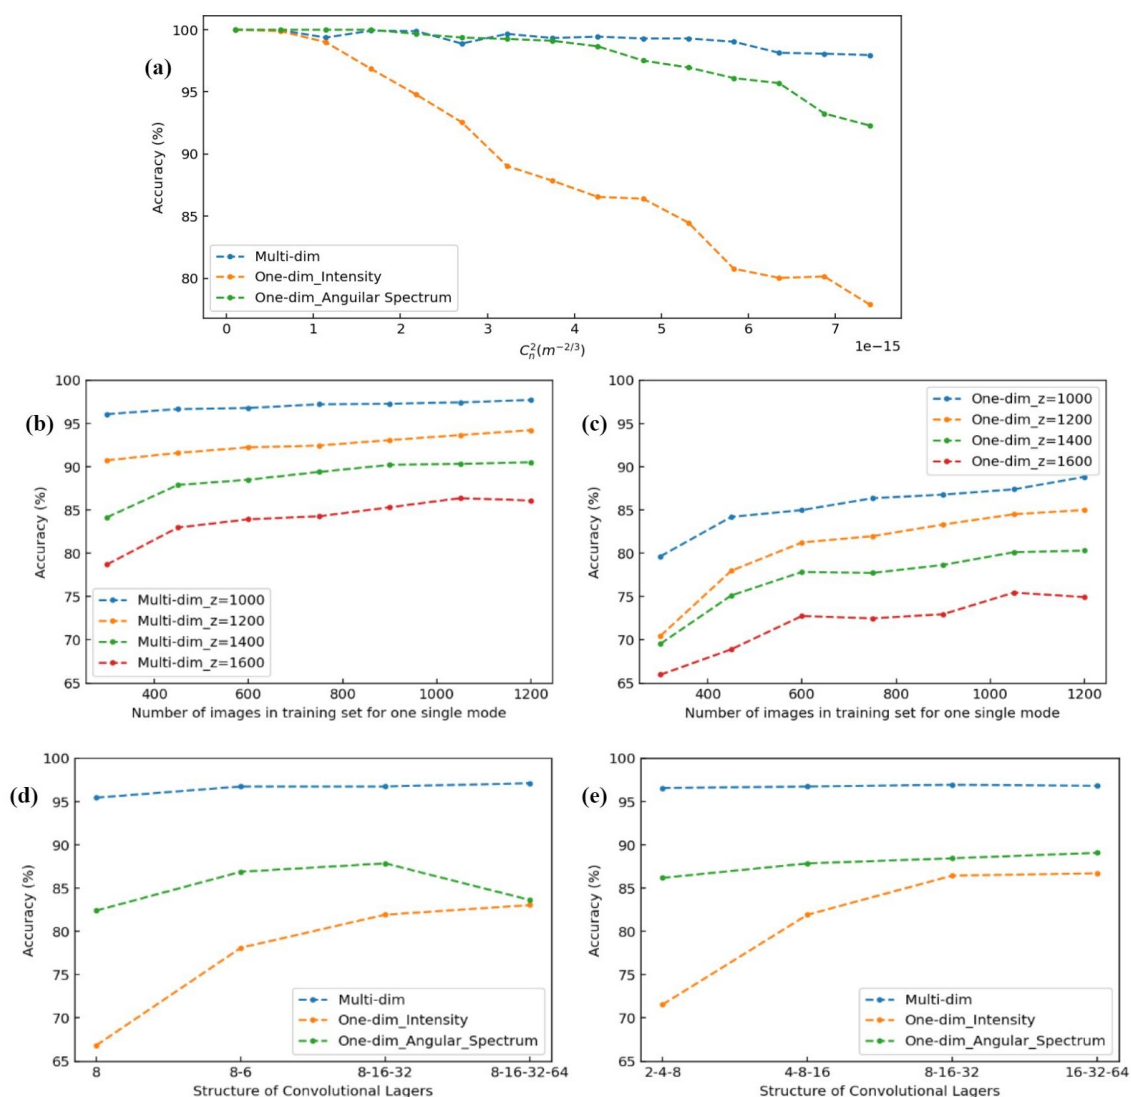 (a)
Accuracy (%)
100
95
90
85
80
Multi-dim
One-dim_Intensity
One-dim_Anguilar Spectrum
0 1 2 3 4 5 6 7
1e−15
C_n^2(m^{-2/3})
(b)
Accuracy (%)
100
95
90
85
80
75
70
65
Multi-dim_z=1000
Multi-dim_z=1200
Multi-dim_z=1400
Multi-dim_z=1600
400 600 800 1000 1200
Number of images in training set for one single mode
(c)
Accuracy (%)
100
95
90
85
80
75
70
65
One-dim_z=1000
One-dim_z=1200
One-dim_z=1400
One-dim_z=1600
400 600 800 1000 1200
Number of images in training set for one single mode
(d)
Accuracy (%)
100
95
90
85
80
75
70
65
Multi-dim
One-dim_Intensity
One-dim_Angular_Spectrum
8 8-6 8-16-32 8-16-32-64
Structure of Convolutional Lagers
(e)
Accuracy (%)
100
95
90
85
80
75
70
65
Multi-dim
One-dim_Intensity
One-dim_Angular_Spectrum
2-4-8 4-8-16 8-16-32 16-32-64
Structure of Convolutional Lagers